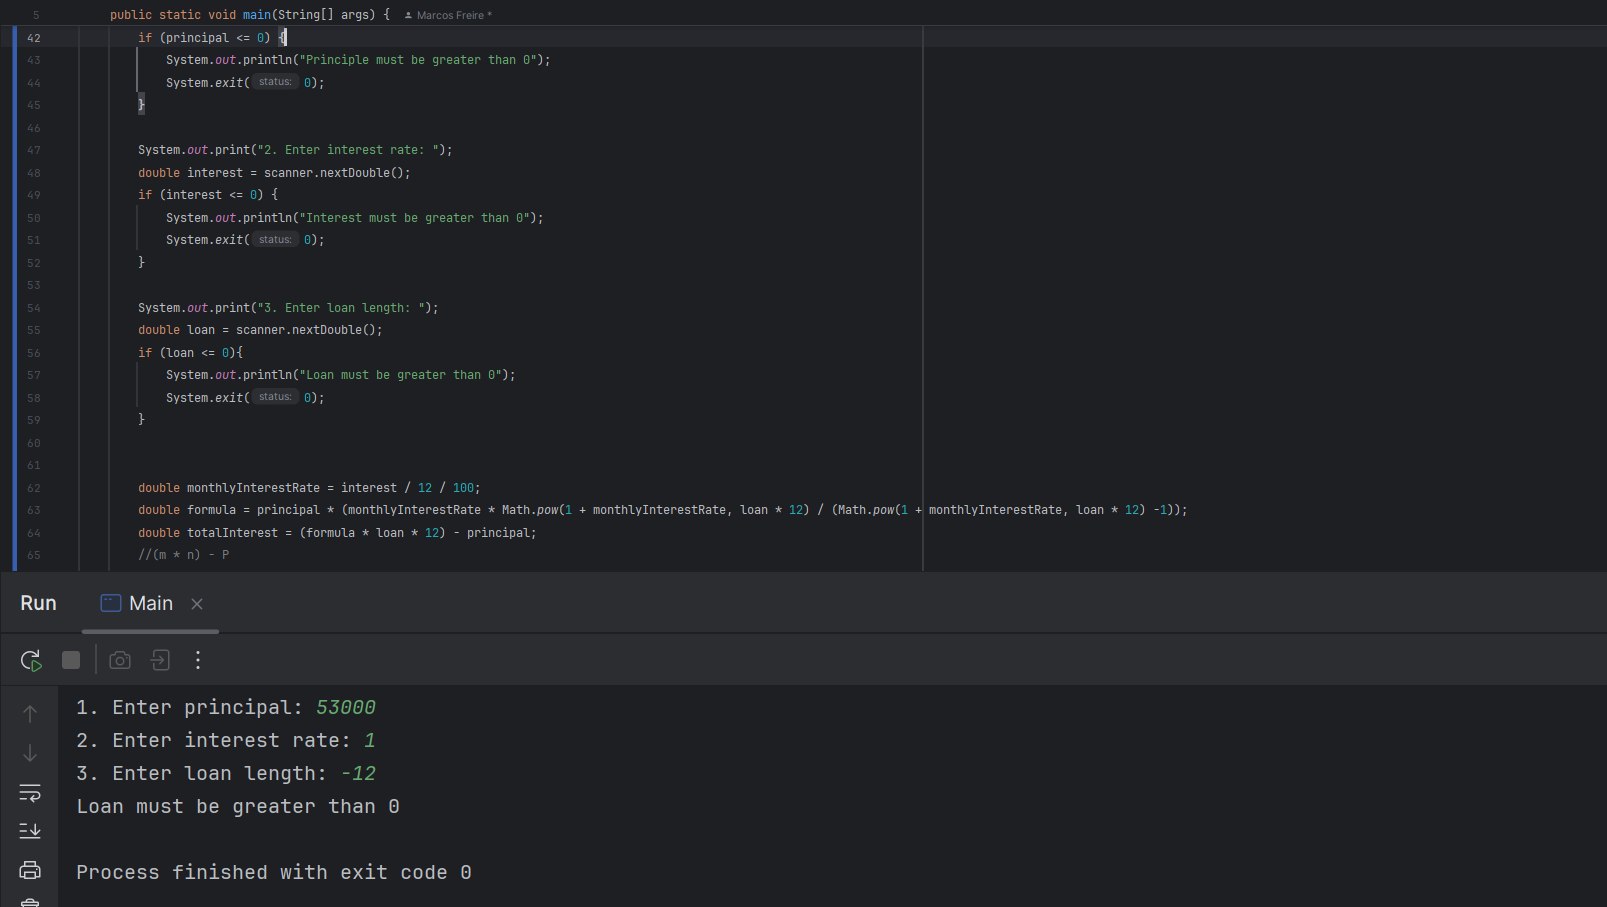 5 public static void main(String[] args) { Marcos Freire *
42 if (principal <= 0) {
43 System.out.println("Principle must be greater than 0");
44 System.exit( status: 0);
45 }
46
47 System.out.print("2. Enter interest rate: ");
48 double interest = scanner.nextDouble();
49 if (interest <= 0) {
50 System.out.println("Interest must be greater than 0");
51 System.exit( status: 0);
52 }
53
54 System.out.print("3. Enter loan length: ");
55 double loan = scanner.nextDouble();
56 if (loan <= 0){
57 System.out.println("Loan must be greater than 0");
58 System.exit( status: 0);
59 }
60
61
62 double monthlyInterestRate = interest / 12 / 100;
63 double formula = principal * (monthlyInterestRate * Math.pow(1 + monthlyInterestRate, loan * 12) / (Math.pow(1 + monthlyInterestRate, loan * 12) -1));
64 double totalInterest = (formula * loan * 12) - principal;
65 //(m * n) - P
Run Main
1. Enter principal: 53000
2. Enter interest rate: 1
3. Enter loan length: -12
Loan must be greater than 0
Process finished with exit code 0